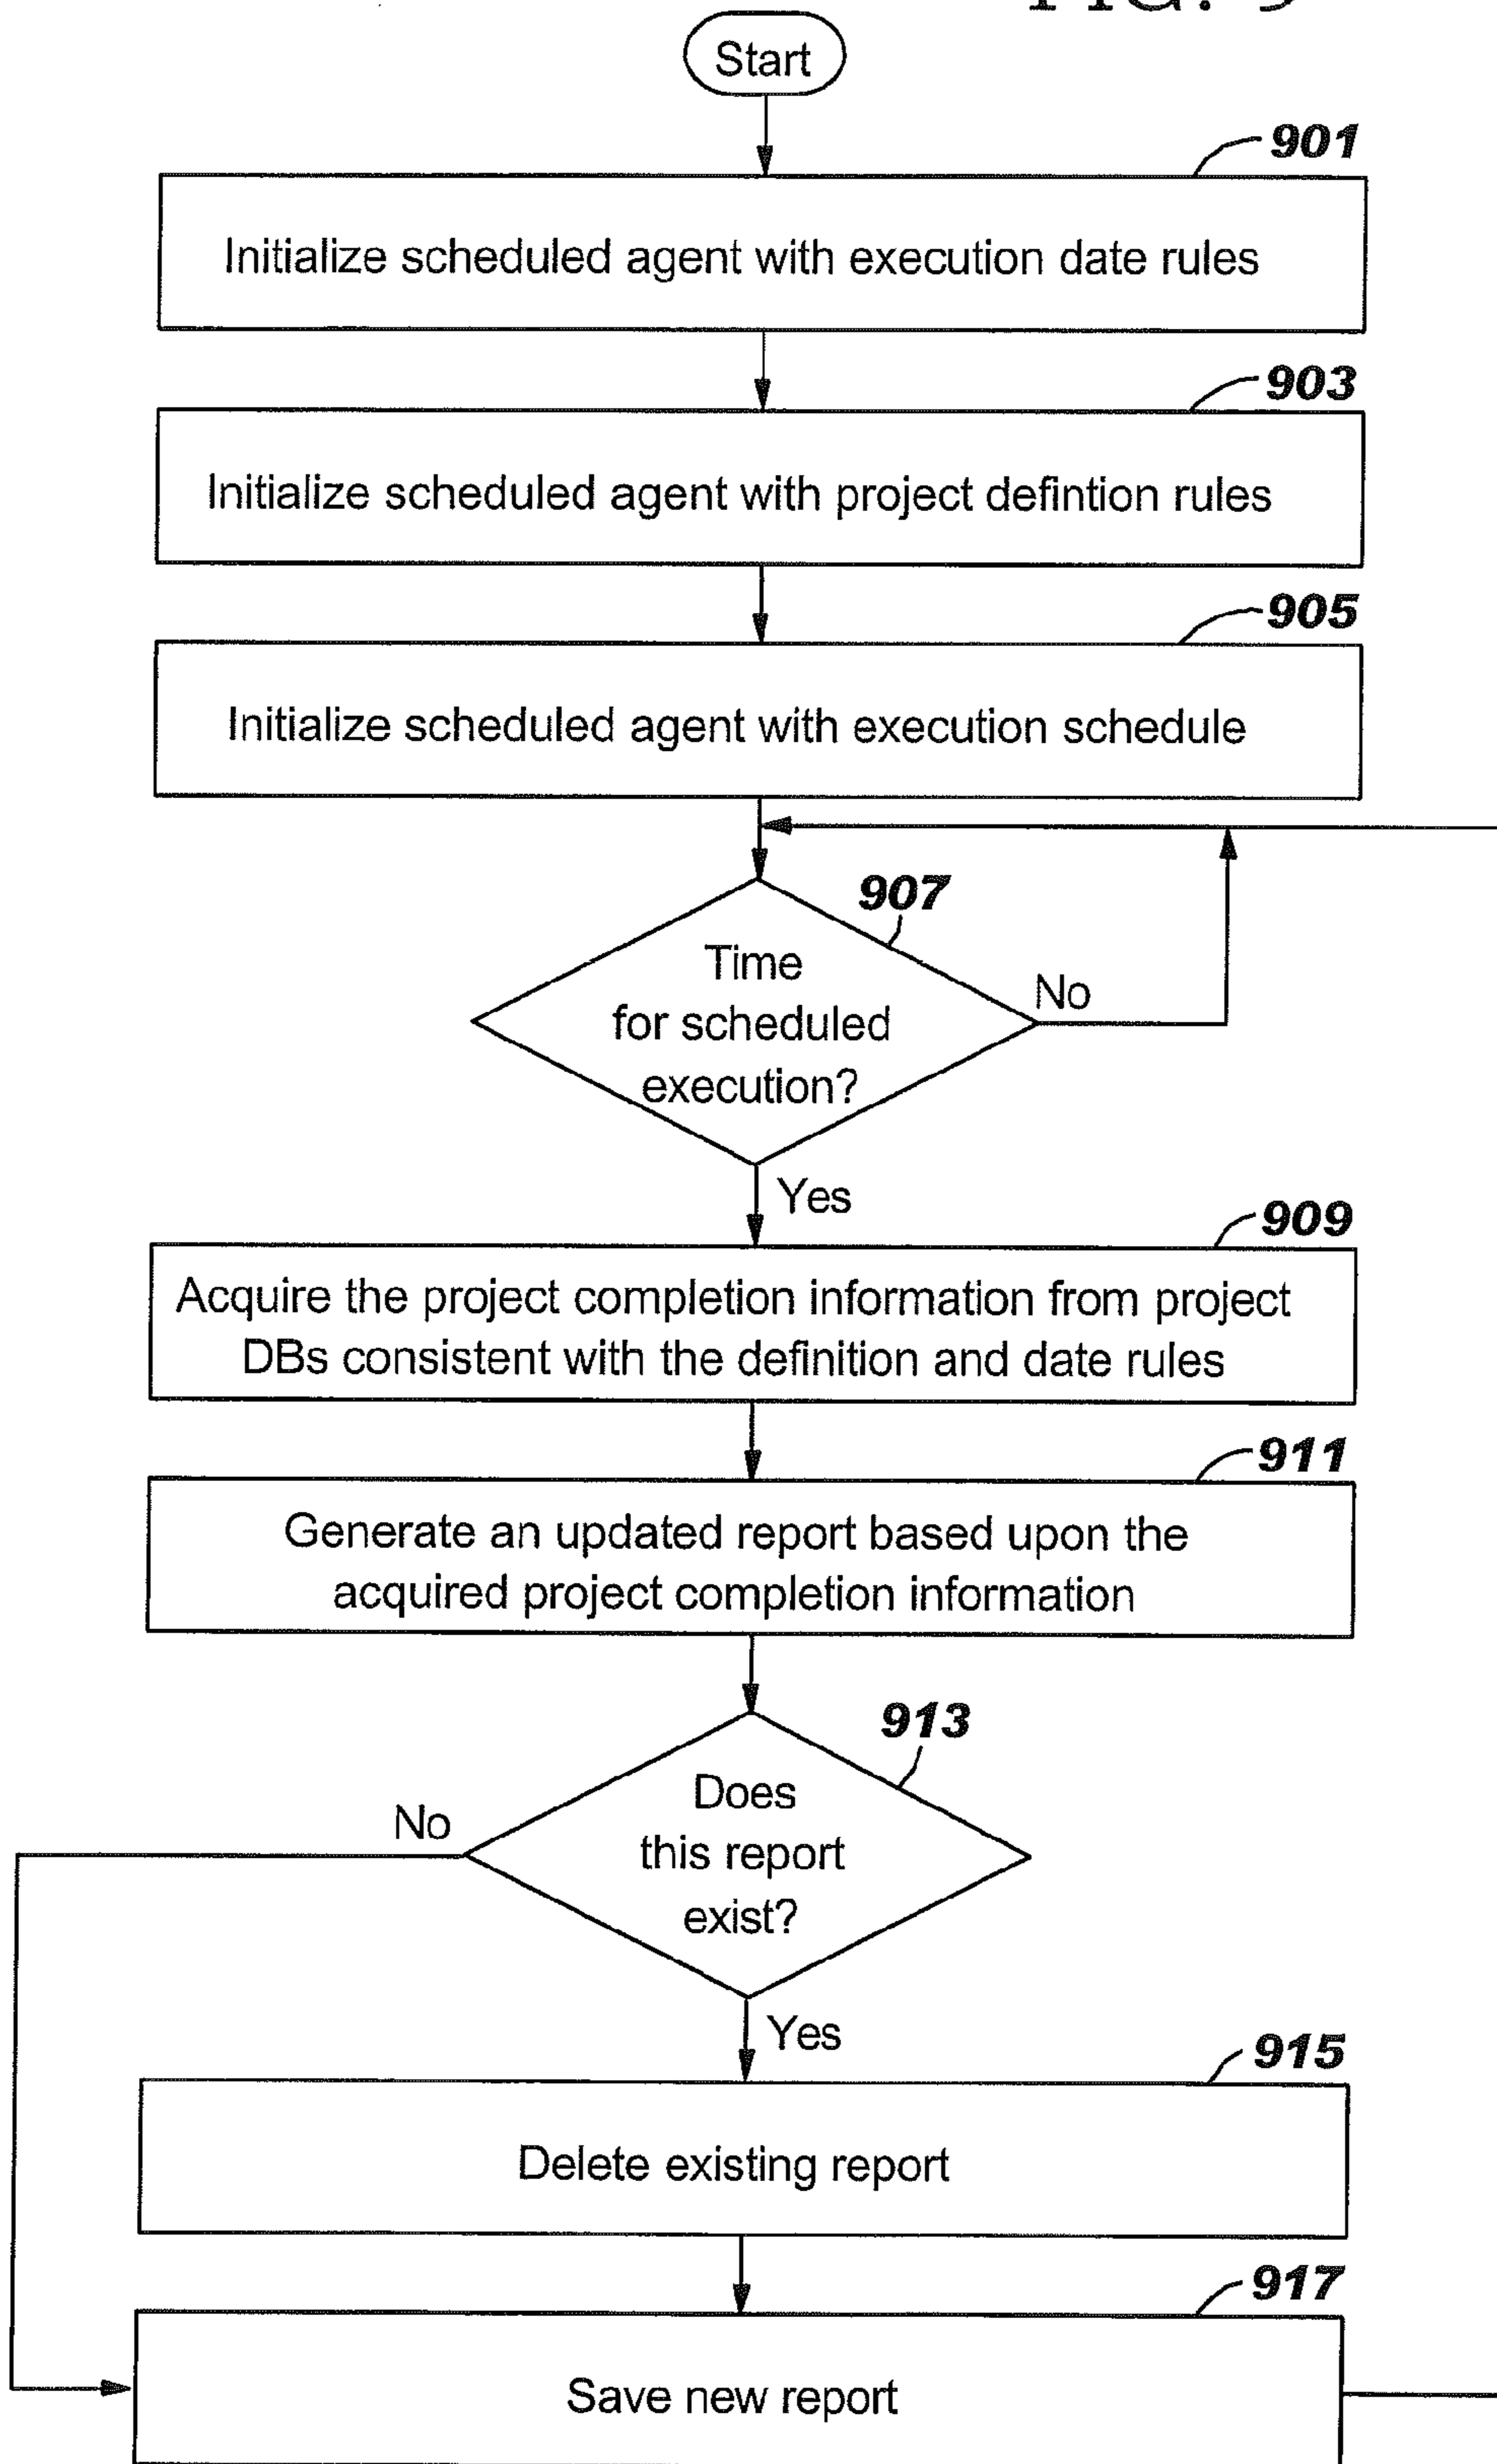 FIG. 9
Start
901
Initialize scheduled agent with execution date rules
903
Initialize scheduled agent with project defintion rules
905
Initialize scheduled agent with execution schedule
907
Time
for scheduled
execution?
No
Yes
909
Acquire the project completion information from project
DBs consistent with the definition and date rules
911
Generate an updated report based upon the
acquired project completion information
913
Does
this report
exist?
No
Yes
915
Delete existing report
917
Save new report